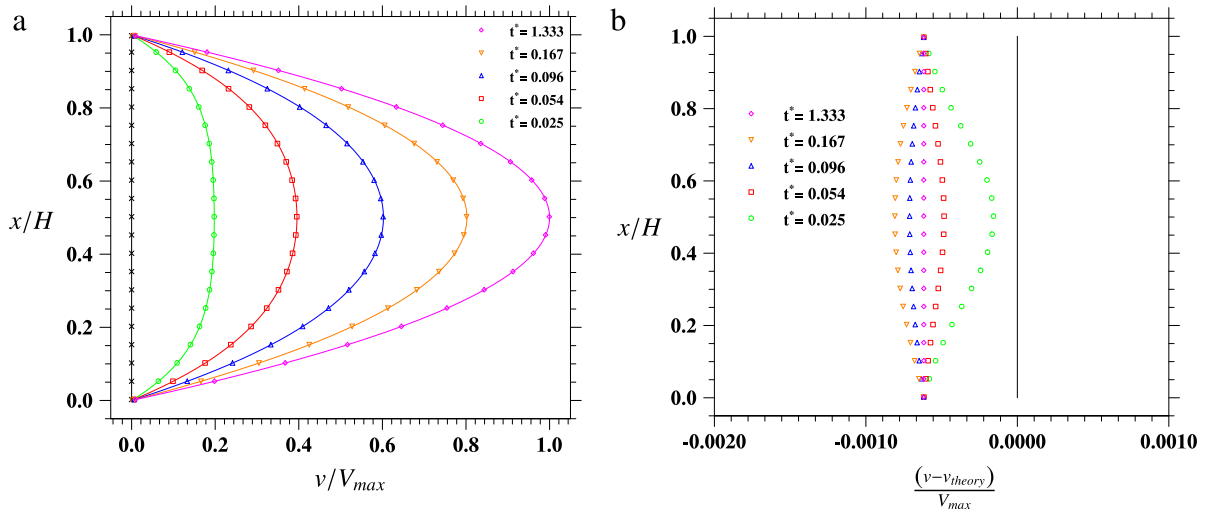 a
t* = 1.333
t* = 0.167
t* = 0.096
t* = 0.054
t* = 0.025
1.0
0.8
0.6
x/H
0.4
0.2
0.0
0.0 0.2 0.4 0.6 0.8 1.0
v/Vmax
b
1.0
0.8
t* = 1.333
t* = 0.167
t* = 0.096
t* = 0.054
t* = 0.025
0.6
x/H
0.4
0.2
0.0
-0.0020 -0.0010 0.0000 0.0010
(v−vtheory)
Vmax